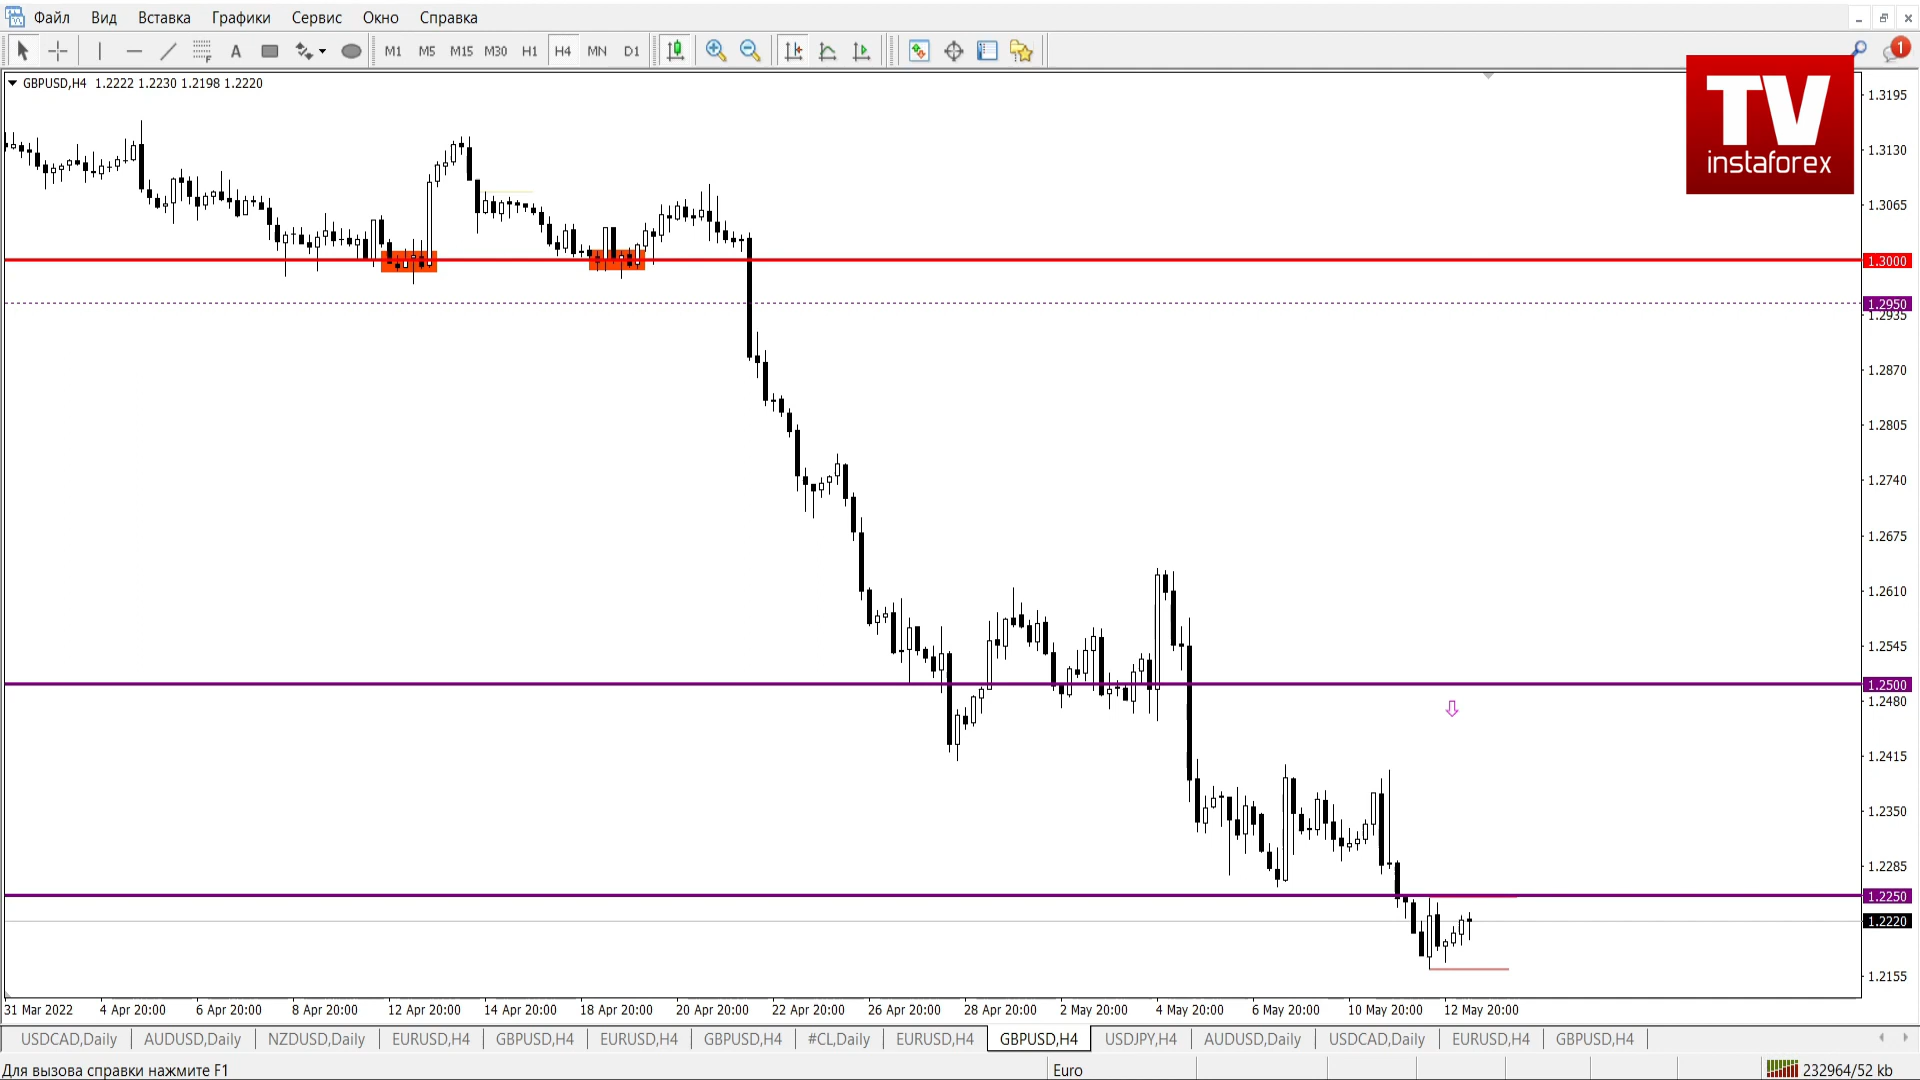 Файл Вид Вставка Графики Сервис Окно Справка
A M1 M5 M15 M30 H1 H4 MN D1 1
GBPUSD,H4 1.2222 1.2230 1.2198 1.2220
TV
instaforex
1.3195
1.3130
1.3065
1.3000
1.2950
1.2935
1.2870
1.2805
1.2740
1.2675
1.2610
1.2545
1.2500
1.2480
1.2415
1.2350
1.2285
1.2250
1.2220
1.2155
31 Mar 2022 4 Apr 20:00 6 Apr 20:00 8 Apr 20:00 12 Apr 20:00 14 Apr 20:00 18 Apr 20:00 20 Apr 20:00 22 Apr 20:00 26 Apr 20:00 28 Apr 20:00 2 May 20:00 4 May 20:00 6 May 20:00 10 May 20:00 12 May 20:00
USDCAD,Daily AUDUSD,Daily NZDUSD,Daily EURUSD,H4 GBPUSD,H4 EURUSD,H4 GBPUSD,H4 #CL,Daily EURUSD,H4 GBPUSD,H4 USDJPY,H4 AUDUSD,Daily USDCAD,Daily EURUSD,H4 GBPUSD,H4
Для вызова справки нажмите F1 Euro 232964/52 kb